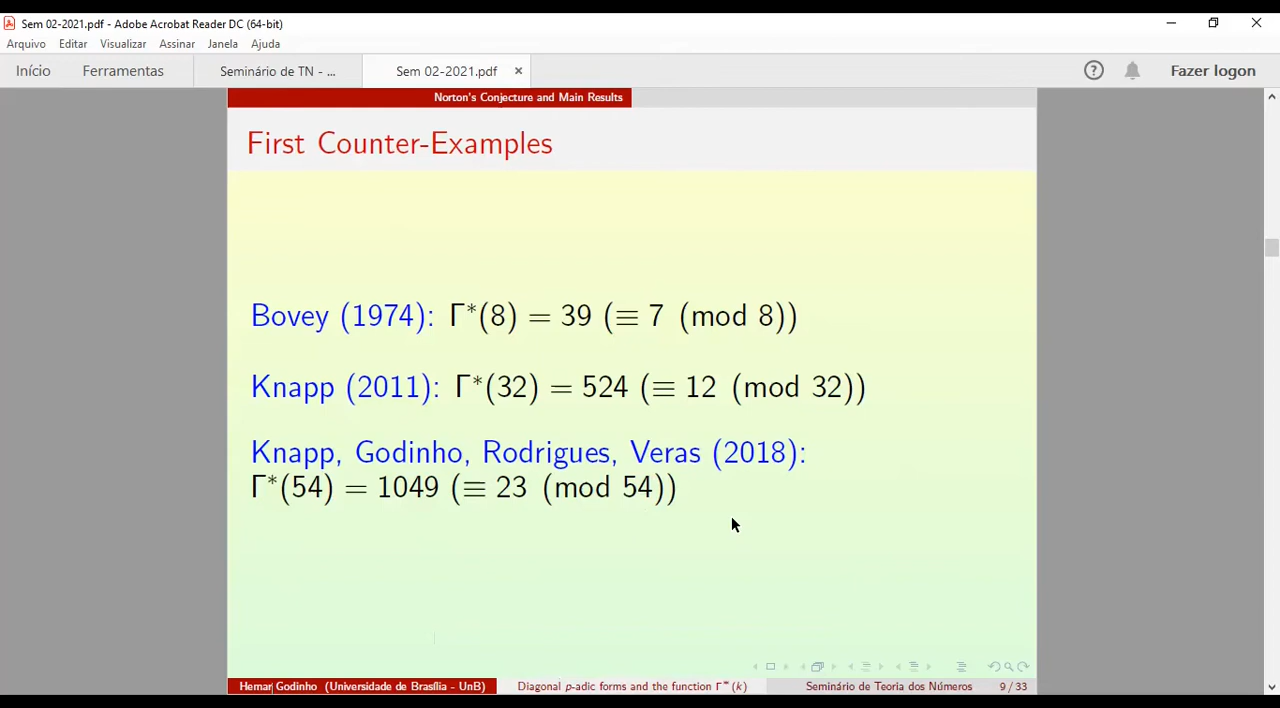 Sem 02-2021.pdf - Adobe Acrobat Reader DC (64-bit)
Arquivo Editar Visualizar Assinar Janela Ajuda
Início Ferramentas Seminário de TN - ... Sem 02-2021.pdf × Fazer logon
Norton's Conjecture and Main Results
First Counter-Examples
Bovey (1974): Γ*(8) = 39 (≡ 7 (mod 8))
Knapp (2011): Γ*(32) = 524 (≡ 12 (mod 32))
Knapp, Godinho, Rodrigues, Veras (2018):
Γ*(54) = 1049 (≡ 23 (mod 54))
Hemar Godinho (Universidade de Brasília - UnB) Diagonal p-adic forms and the function Γ*(k) Seminário de Teoria dos Números 9 / 33